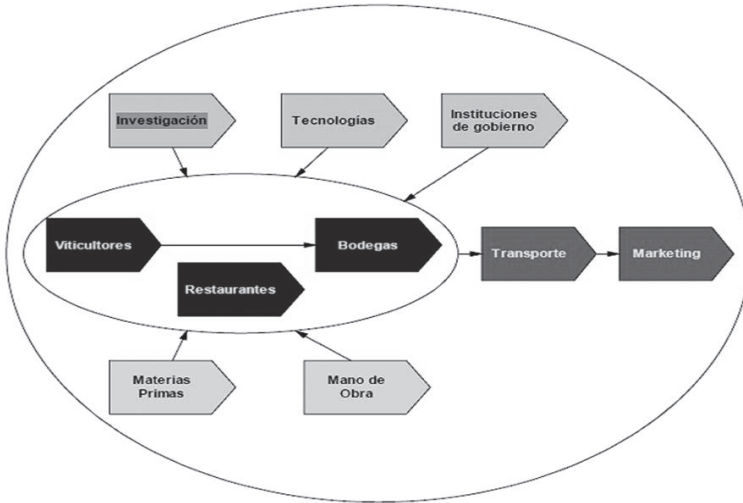 Investigación
Tecnologías
Instituciones
de gobierno
Viticultores
Bodegas
Restaurantes
Transporte
Marketing
Materias
Primas
Mano de
Obra